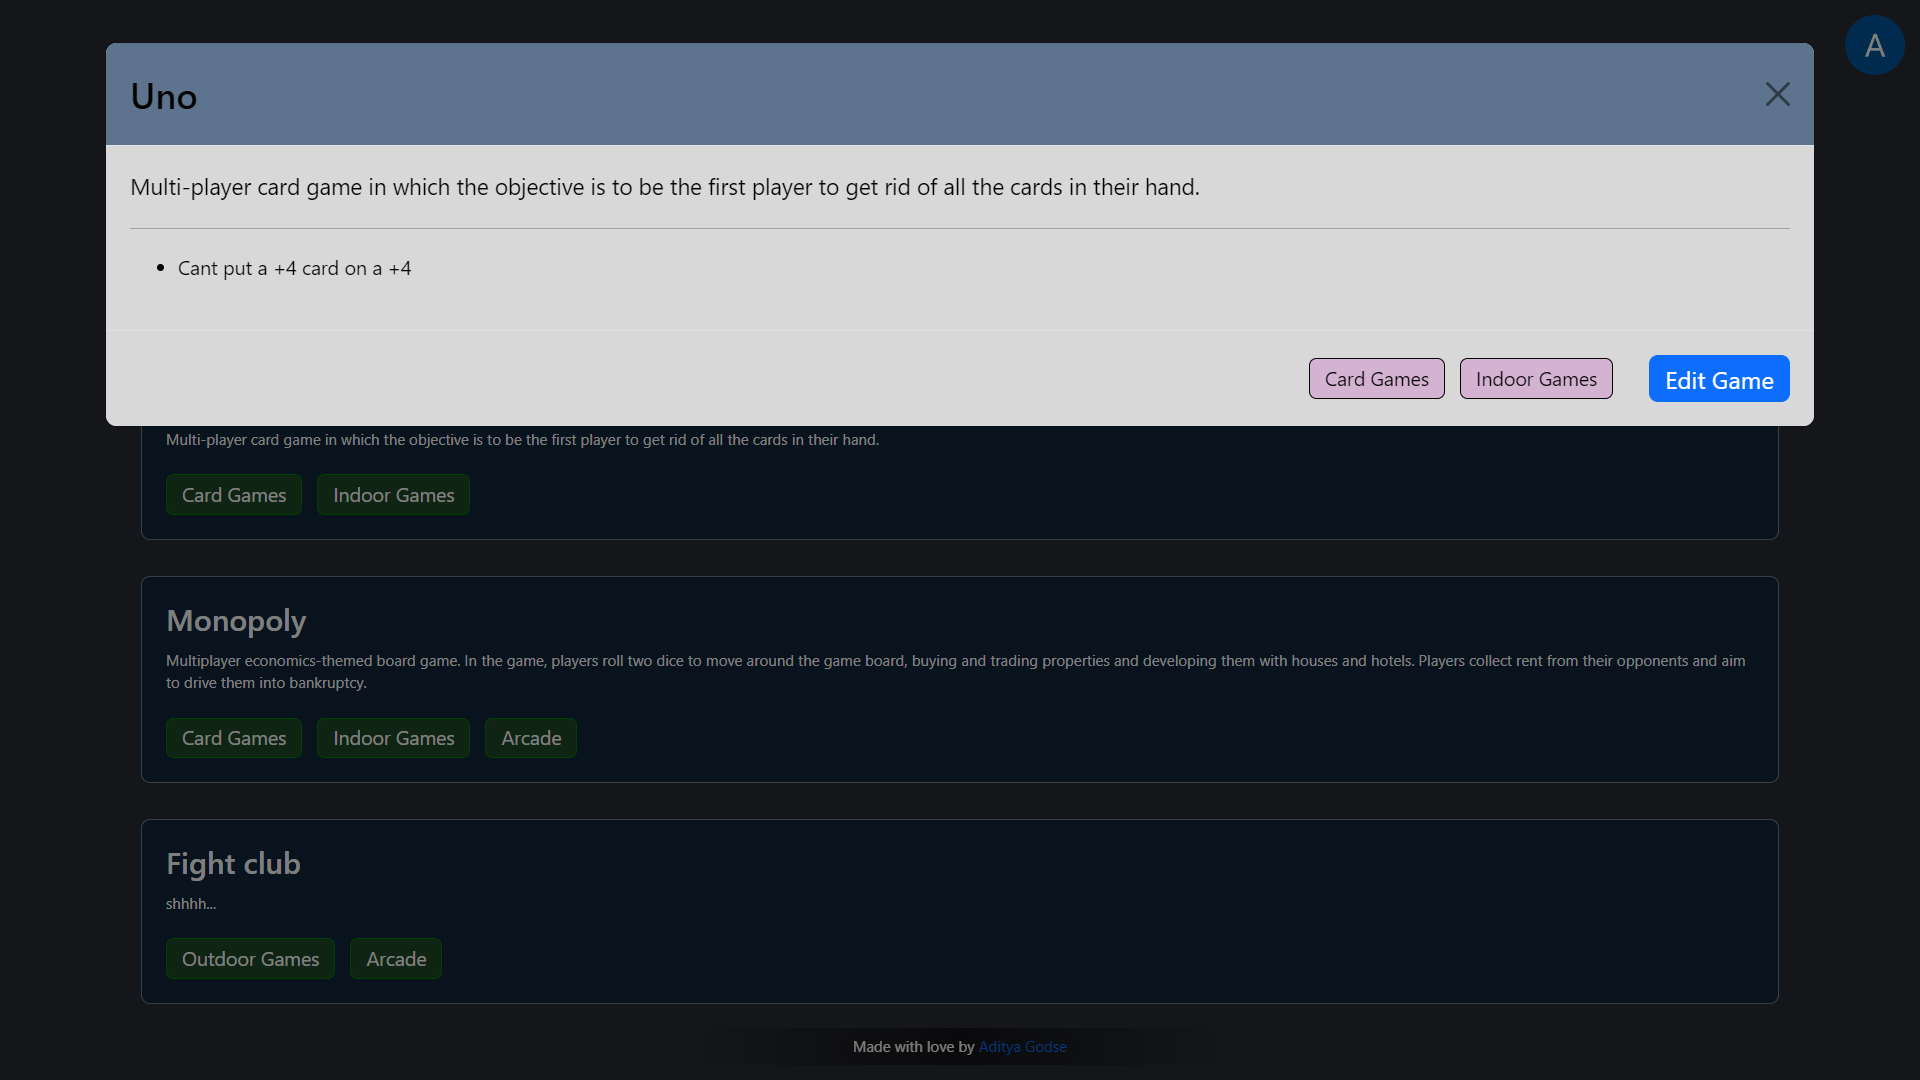 A
Uno
Multi-player card game in which the objective is to be the first player to get rid of all the cards in their hand.
Cant put a +4 card on a +4
Card Games
Indoor Games
Edit Game
Multi-player card game in which the objective is to be the first player to get rid of all the cards in their hand.
Card Games
Indoor Games
Monopoly
Multiplayer economics-themed board game. In the game, players roll two dice to move around the game board, buying and trading properties and developing them with houses and hotels. Players collect rent from their opponents and aim
to drive them into bankruptcy.
Card Games
Indoor Games
Arcade
Fight club
shhhh...
Outdoor Games
Arcade
Made with love by Aditya Godse